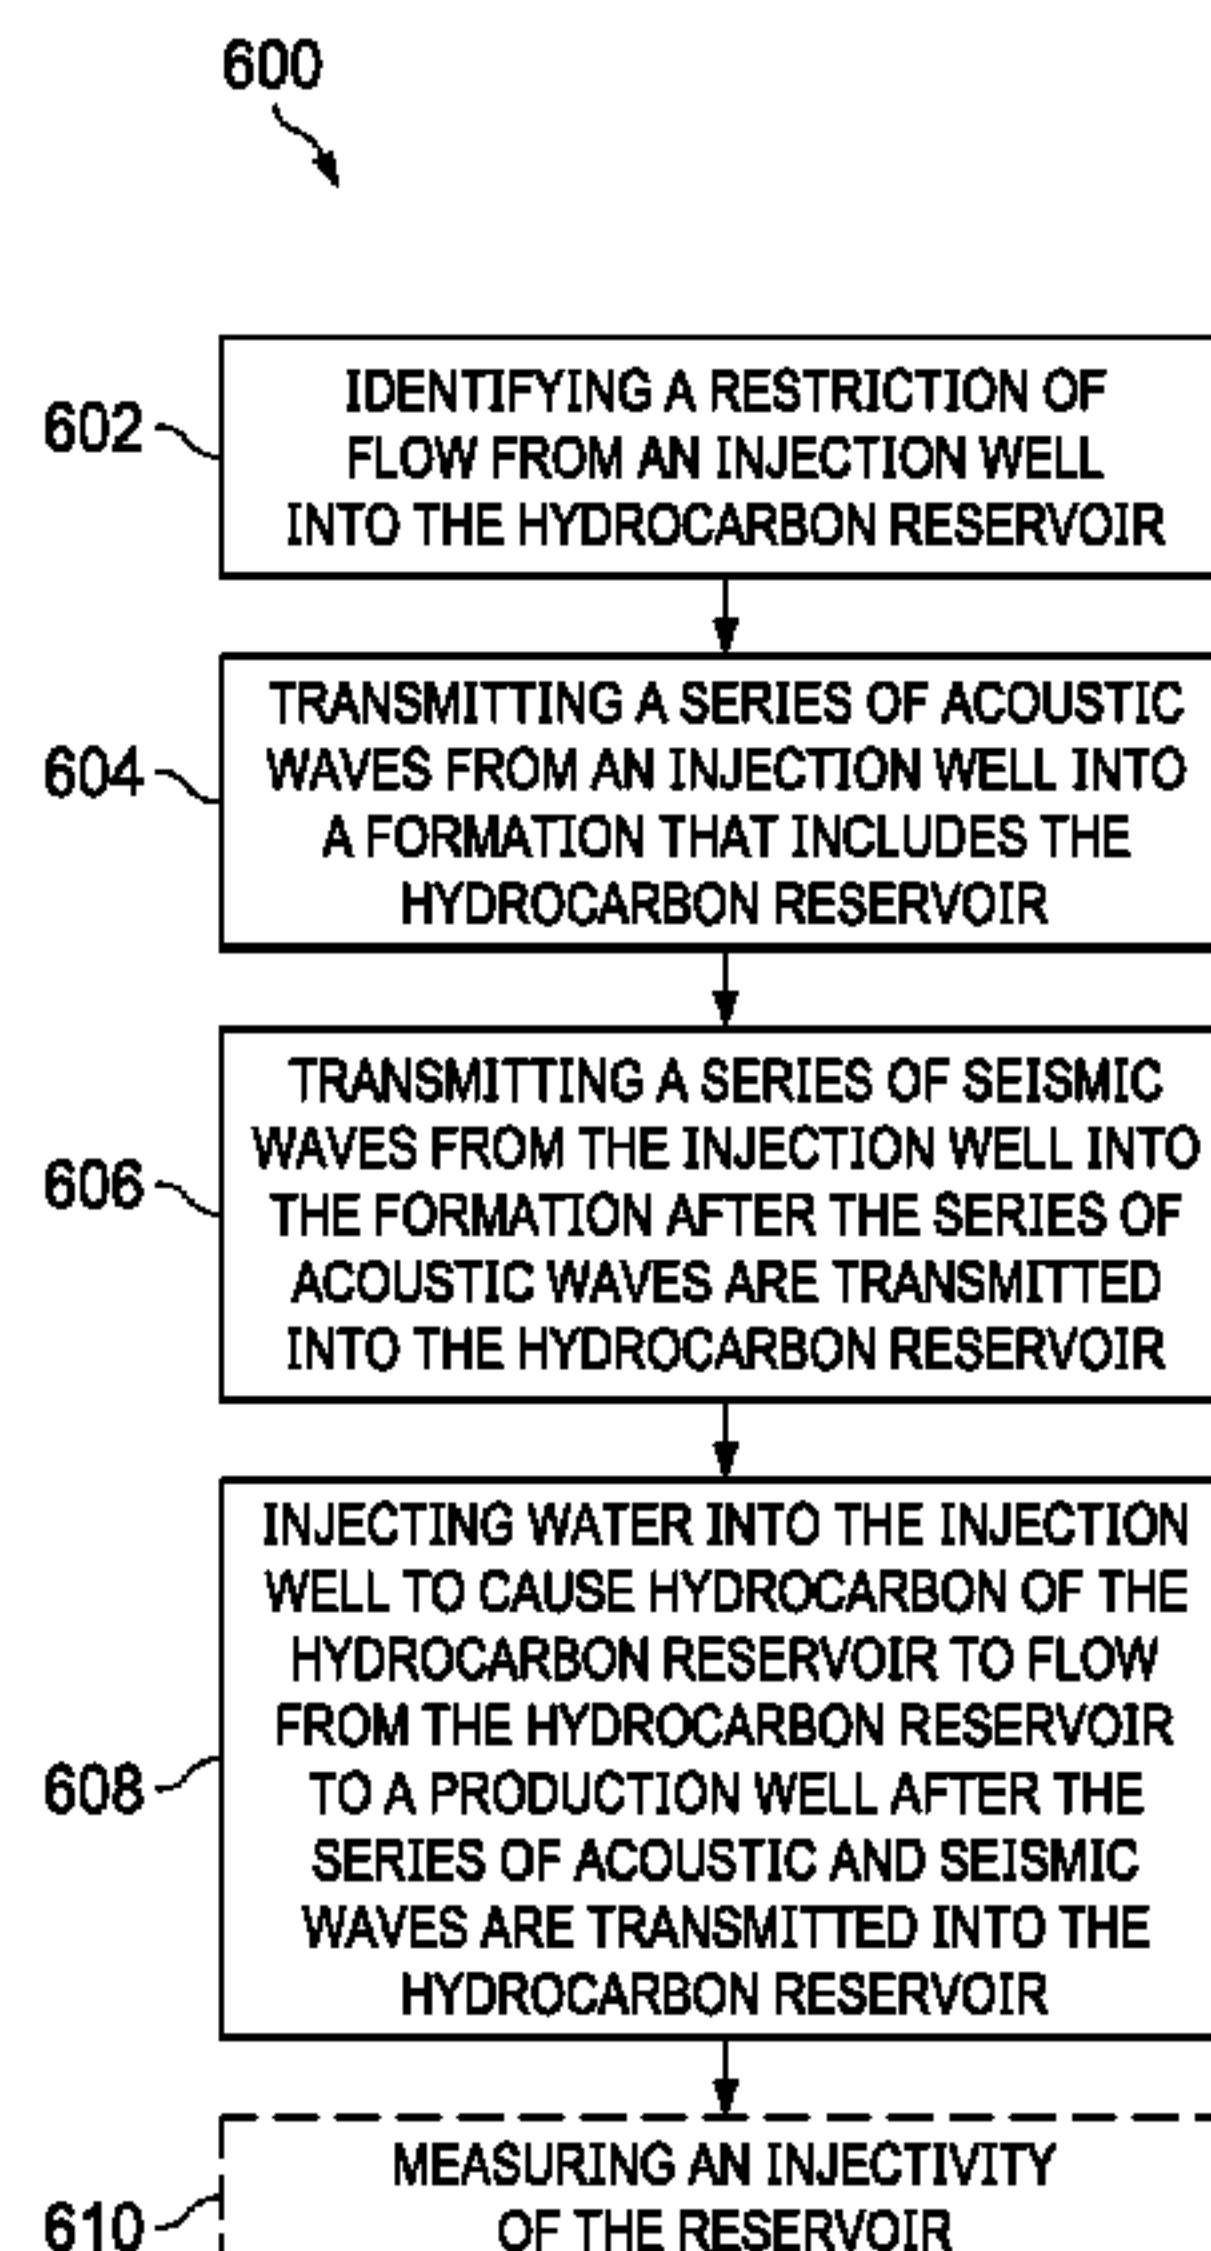 600
602
IDENTIFYING A RESTRICTION OF
FLOW FROM AN INJECTION WELL
INTO THE HYDROCARBON RESERVOIR
604
TRANSMITTING A SERIES OF ACOUSTIC
WAVES FROM AN INJECTION WELL INTO
A FORMATION THAT INCLUDES THE
HYDROCARBON RESERVOIR
606
TRANSMITTING A SERIES OF SEISMIC
WAVES FROM THE INJECTION WELL INTO
THE FORMATION AFTER THE SERIES OF
ACOUSTIC WAVES ARE TRANSMITTED
INTO THE HYDROCARBON RESERVOIR
608
INJECTING WATER INTO THE INJECTION
WELL TO CAUSE HYDROCARBON OF THE
HYDROCARBON RESERVOIR TO FLOW
FROM THE HYDROCARBON RESERVOIR
TO A PRODUCTION WELL AFTER THE
SERIES OF ACOUSTIC AND SEISMIC
WAVES ARE TRANSMITTED INTO THE
HYDROCARBON RESERVOIR
610
MEASURING AN INJECTIVITY
OF THE RESERVOIR